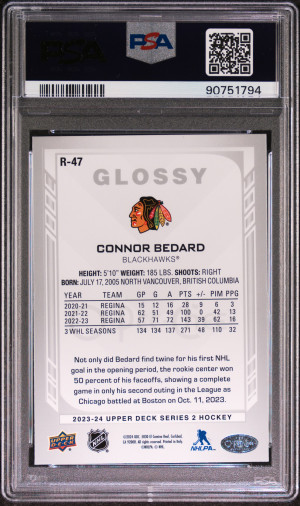 PSA
90751794
R-47
GLOSSY
CONNOR BEDARD
BLACKHAWKS®
HEIGHT: 5'10" WEIGHT: 185 LBS. SHOOTS: RIGHT
BORN: JULY 17, 2005 NORTH VANCOUVER, BRITISH COLUMBIA
YEAR TEAM GP G A PTS +/- PIM PPG
2020-21 REGINA 15 12 16 28 9 6 3
2021-22 REGINA 62 51 49 100 0 42 13
2022-23 REGINA 57 71 72 143 39 62 16
3 WHL SEASONS 134 134 137 271 48 110 32
Not only did Bedard find twine for his first NHL
goal in the opening period, the rookie center won
50 percent of his faceoffs, showing a complete
game in only his second outing in the League as
Chicago battled at Boston on Oct. 11, 2023.
2023-24 UPPER DECK SERIES 2 HOCKEY
UPPER DECK
NHL
NHLPA